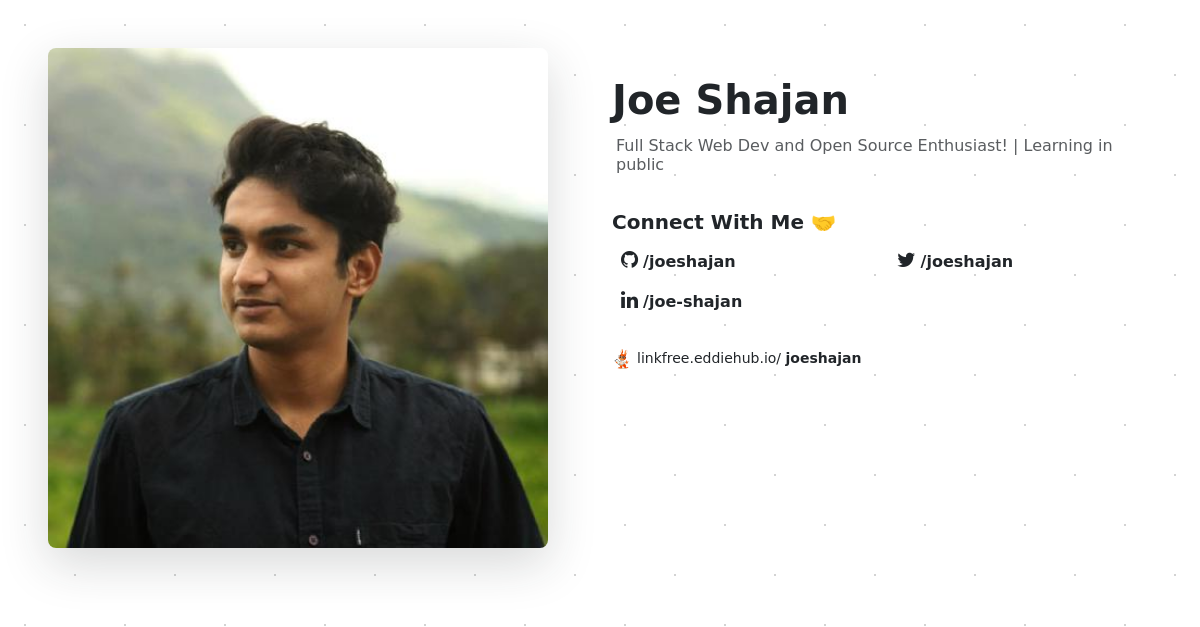 Joe Shajan
Full Stack Web Dev and Open Source Enthusiast! | Learning in
public
Connect With Me 🤝
/joeshajan
/joeshajan
/joe-shajan
linkfree.eddiehub.io/ joeshajan